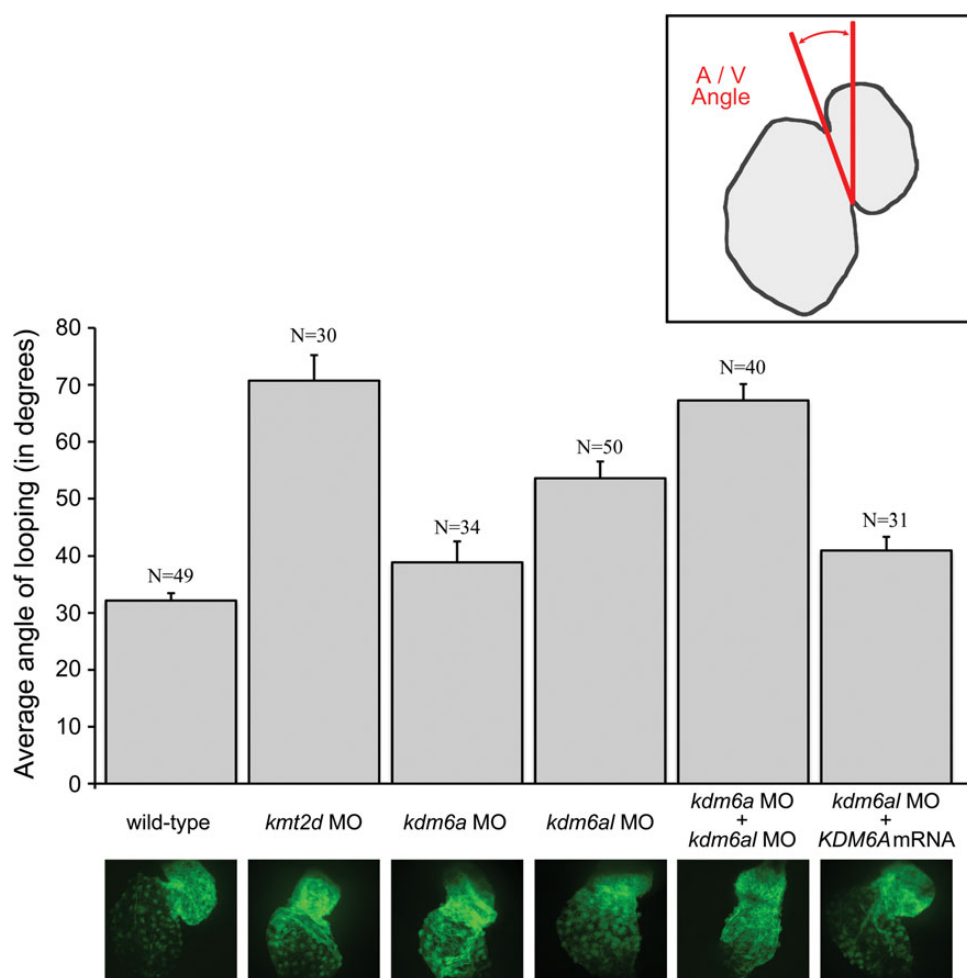 A / V
Angle
Average angle of looping (in degrees)
80
70
60
50
40
30
20
10
0
N=49
N=30
N=34
N=50
N=40
N=31
wild-type
kmt2d MO
kdm6a MO
kdm6al MO
kdm6a MO
+
kdm6al MO
kdm6al MO
+
KDM6A mRNA